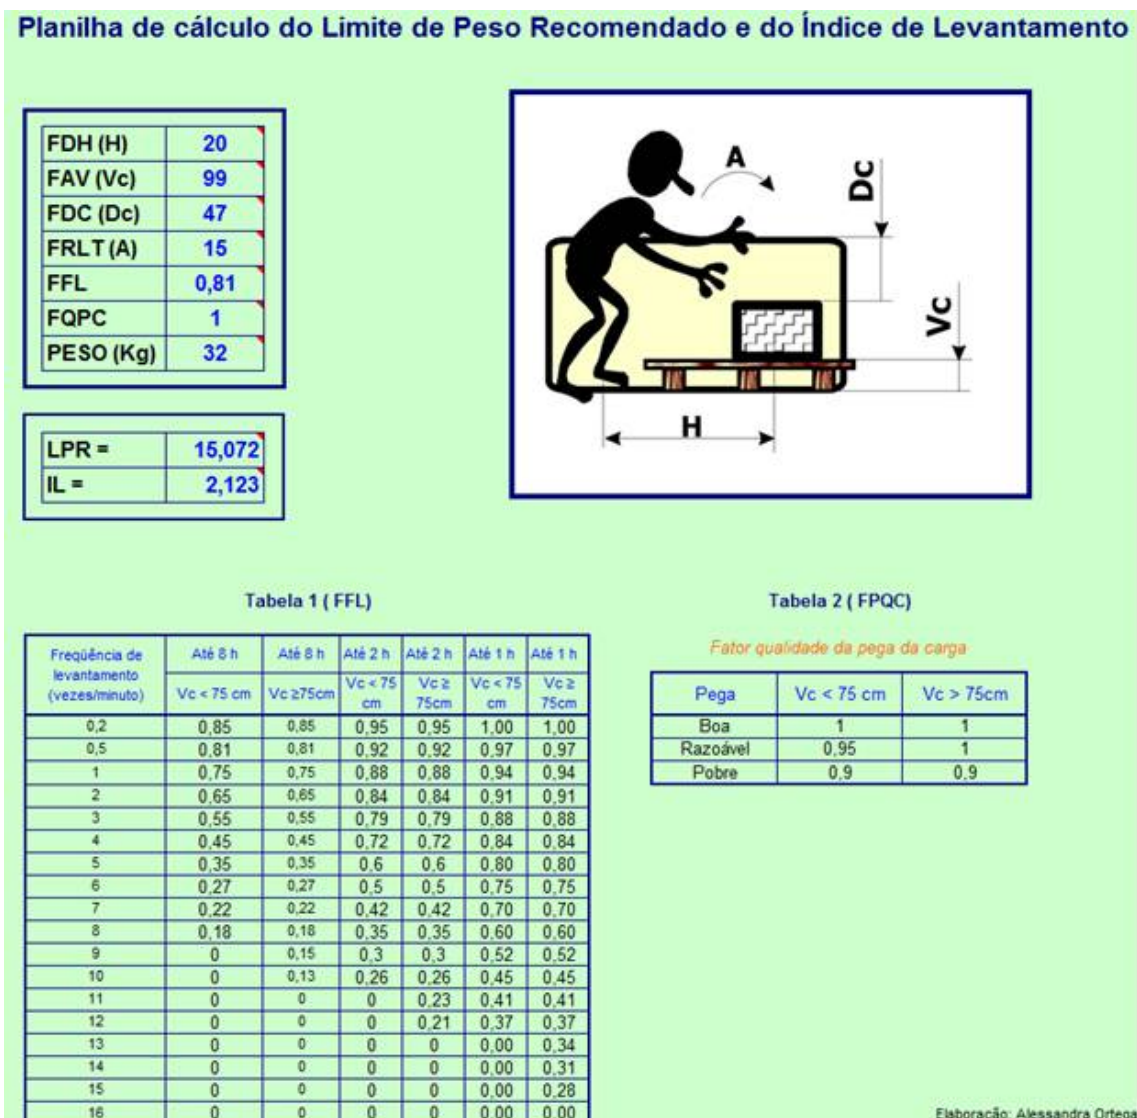 Planilha de cálculo do Limite de Peso Recomendado e do Índice de Levantamento
FDH (H) 20
FAV (Vc) 99
FDC (Dc) 47
FRLT (A) 15
FFL 0,81
FQPC 1
PESO (Kg) 32
LPR = 15,072
IL = 2,123
A
Dc
Vc
H
Tabela 1 ( FFL)
Freqüência de levantamento (vezes/minuto) Até 8 h Até 8 h Até 2 h Até 2 h Até 1 h Até 1 h
Vc < 75 cm Vc ≥75cm Vc < 75 cm Vc ≥ 75cm Vc < 75 cm Vc ≥ 75cm
0,2 0,85 0,85 0,95 0,95 1,00 1,00
0,5 0,81 0,81 0,92 0,92 0,97 0,97
1 0,75 0,75 0,88 0,88 0,94 0,94
2 0,65 0,65 0,84 0,84 0,91 0,91
3 0,55 0,55 0,79 0,79 0,88 0,88
4 0,45 0,45 0,72 0,72 0,84 0,84
5 0,35 0,35 0,6 0,6 0,80 0,80
6 0,27 0,27 0,5 0,5 0,75 0,75
7 0,22 0,22 0,42 0,42 0,70 0,70
8 0,18 0,18 0,35 0,35 0,60 0,60
9 0 0,15 0,3 0,3 0,52 0,52
10 0 0,13 0,26 0,26 0,45 0,45
11 0 0 0 0,23 0,41 0,41
12 0 0 0 0,21 0,37 0,37
13 0 0 0 0 0,00 0,34
14 0 0 0 0 0,00 0,31
15 0 0 0 0 0,00 0,28
16 0 0 0 0 0,00 0,00
Tabela 2 ( FPQC)
Fator qualidade da pega da carga
Pega Vc < 75 cm Vc > 75cm
Boa 1 1
Razoável 0,95 1
Pobre 0,9 0,9
Elaboração: Alessandra Ortega